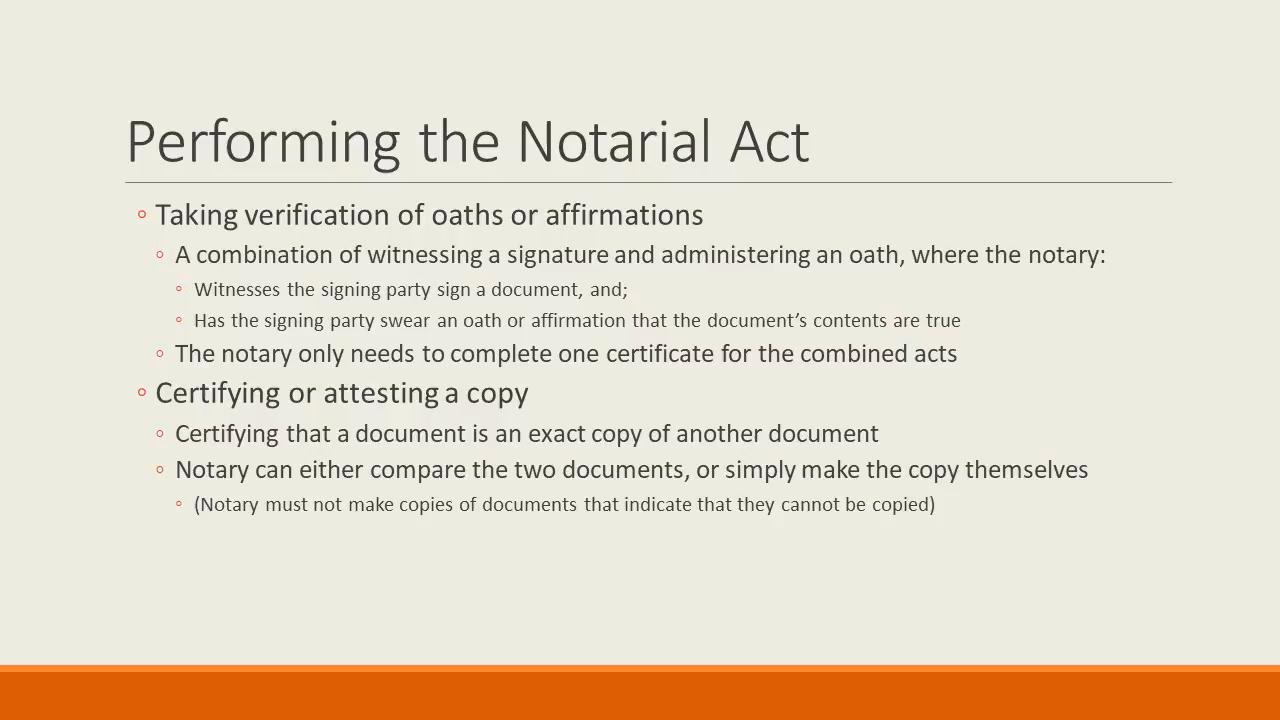 Performing the Notarial Act
◦ Taking verification of oaths or affirmations
◦ A combination of witnessing a signature and administering an oath, where the notary:
◦ Witnesses the signing party sign a document, and;
◦ Has the signing party swear an oath or affirmation that the document’s contents are true
◦ The notary only needs to complete one certificate for the combined acts
◦ Certifying or attesting a copy
◦ Certifying that a document is an exact copy of another document
◦ Notary can either compare the two documents, or simply make the copy themselves
◦ (Notary must not make copies of documents that indicate that they cannot be copied)